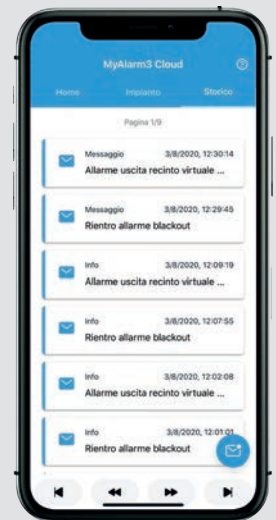 MyAlarm3 Cloud
Home Impianto Storico
Pagina 1/9
Messaggio 3/8/2020, 12:30:14
Allarme uscita recinto virtuale ...
Messaggio 3/8/2020, 12:29:45
Rientro allarme blackout
Info 3/8/2020, 12:09:19
Allarme uscita recinto virtuale ...
Info 3/8/2020, 12:07:55
Rientro allarme blackout
Info 3/8/2020, 12:02:08
Allarme uscita recinto virtuale ...
Info 3/8/2020, 12:01:01
Rientro allarme blackout